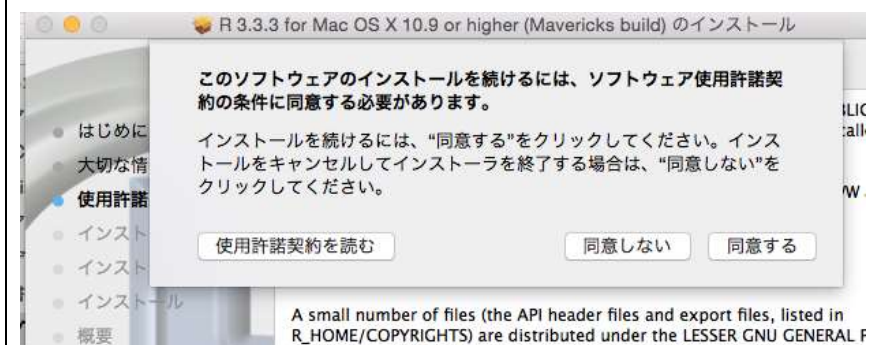 R 3.3.3 for Mac OS X 10.9 or higher (Mavericks build) のインストール
このソフトウェアのインストールを続けるには、ソフトウェア使用許諾契
約の条件に同意する必要があります。
インストールを続けるには、“同意する”をクリックしてください。インス
トールをキャンセルしてインストーラを終了する場合は、“同意しない”を
クリックしてください。
使用許諾契約を読む
同意しない
同意する
はじめに
大切な情
使用許諾
インスト
インスト
インストール
概要
A small number of files (the API header files and export files, listed in
R_HOME/COPYRIGHTS) are distributed under the LESSER GNU GENERAL